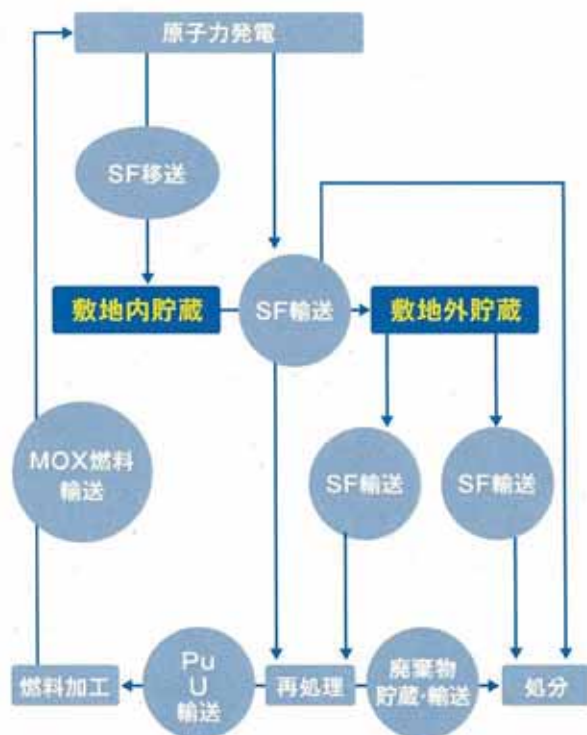 原子力発電
SF移送
敷地内貯蔵
SF輸送
敷地外貯蔵
MOX燃料
輸送
SF輸送
SF輸送
燃料加工
Pu
U
輸送
再処理
廃棄物
貯蔵・輸送
処分